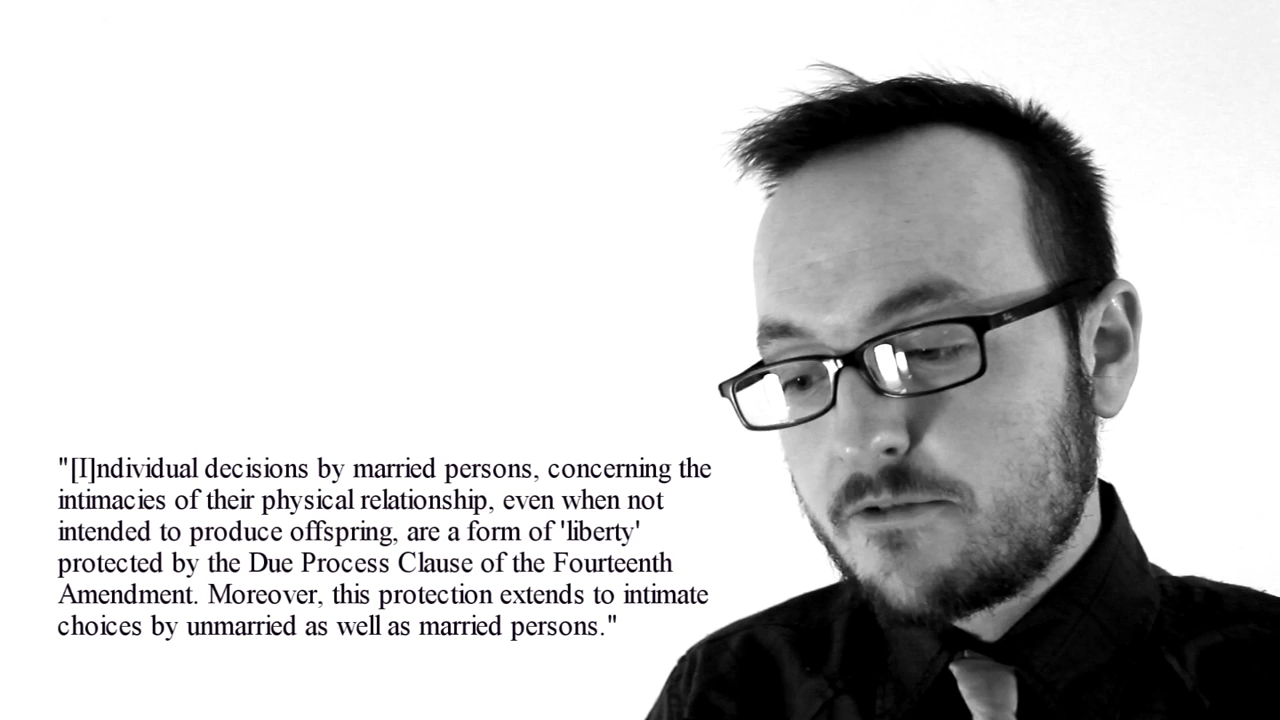 "[I]ndividual decisions by married persons, concerning the
intimacies of their physical relationship, even when not
intended to produce offspring, are a form of 'liberty'
protected by the Due Process Clause of the Fourteenth
Amendment. Moreover, this protection extends to intimate
choices by unmarried as well as married persons."